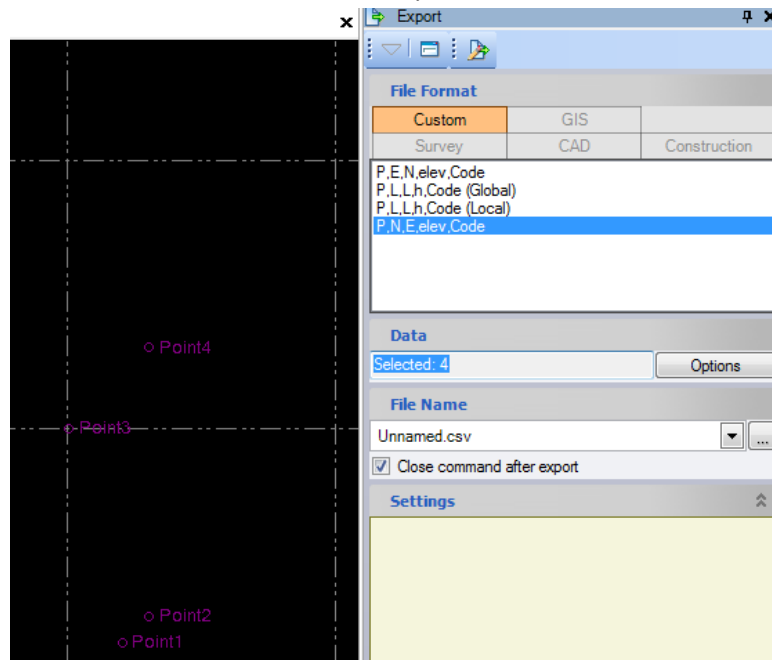 x
Export
x
File Format
Custom GIS
Survey CAD Construction
P,E,N,elev,Code
P,L,L,h,Code (Global)
P,L,L,h,Code (Local)
P,N,E,elev,Code
Data
Selected: 4 Options
File Name
Unnamed.csv ...
Close command after export
Settings
Point4
Point3
Point2
Point1